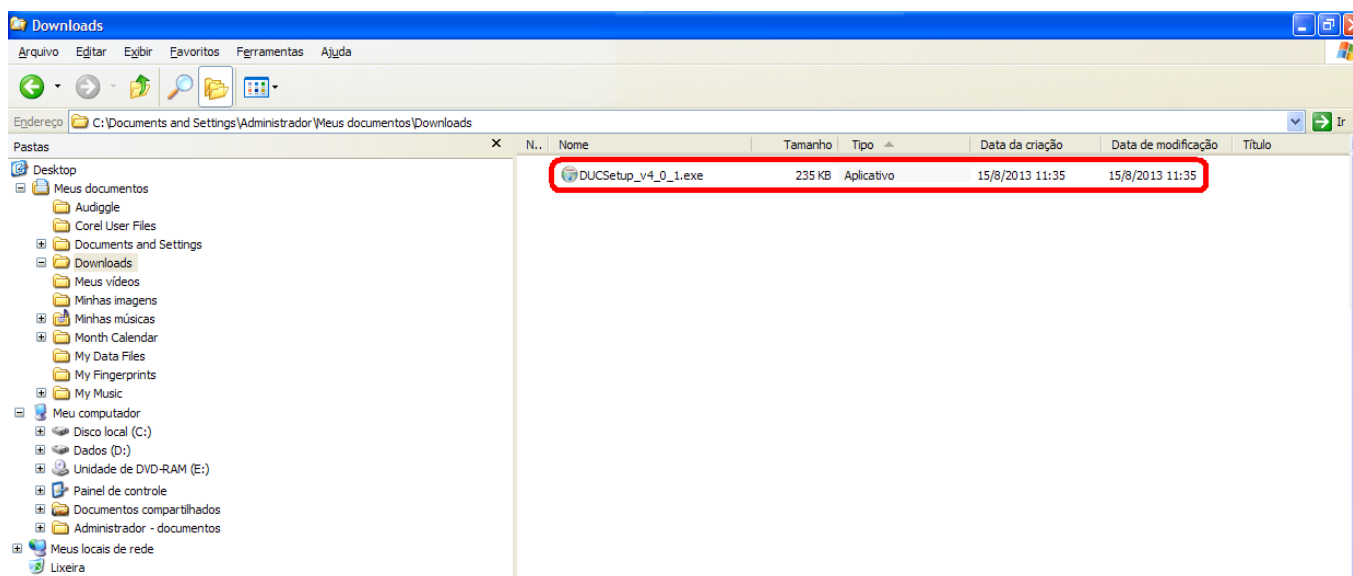 Downloads
Arquivo Editar Exibir Favoritos Ferramentas Ajuda
Endereço C:\Documents and Settings\Administrador\Meus documentos\Downloads Ir
Pastas
Desktop
Meus documentos
Audiggle
Corel User Files
Documents and Settings
Downloads
Meus vídeos
Minhas imagens
Minhas músicas
Month Calendar
My Data Files
My Fingerprints
My Music
Meu computador
Disco local (C:)
Dados (D:)
Unidade de DVD-RAM (E:)
Painel de controle
Documentos compartilhados
Administrador - documentos
Meus locais de rede
Lixeira
N.. Nome Tamanho Tipo Data da criação Data de modificação Título
DUCSetup_v4_0_1.exe 235 KB Aplicativo 15/8/2013 11:35 15/8/2013 11:35